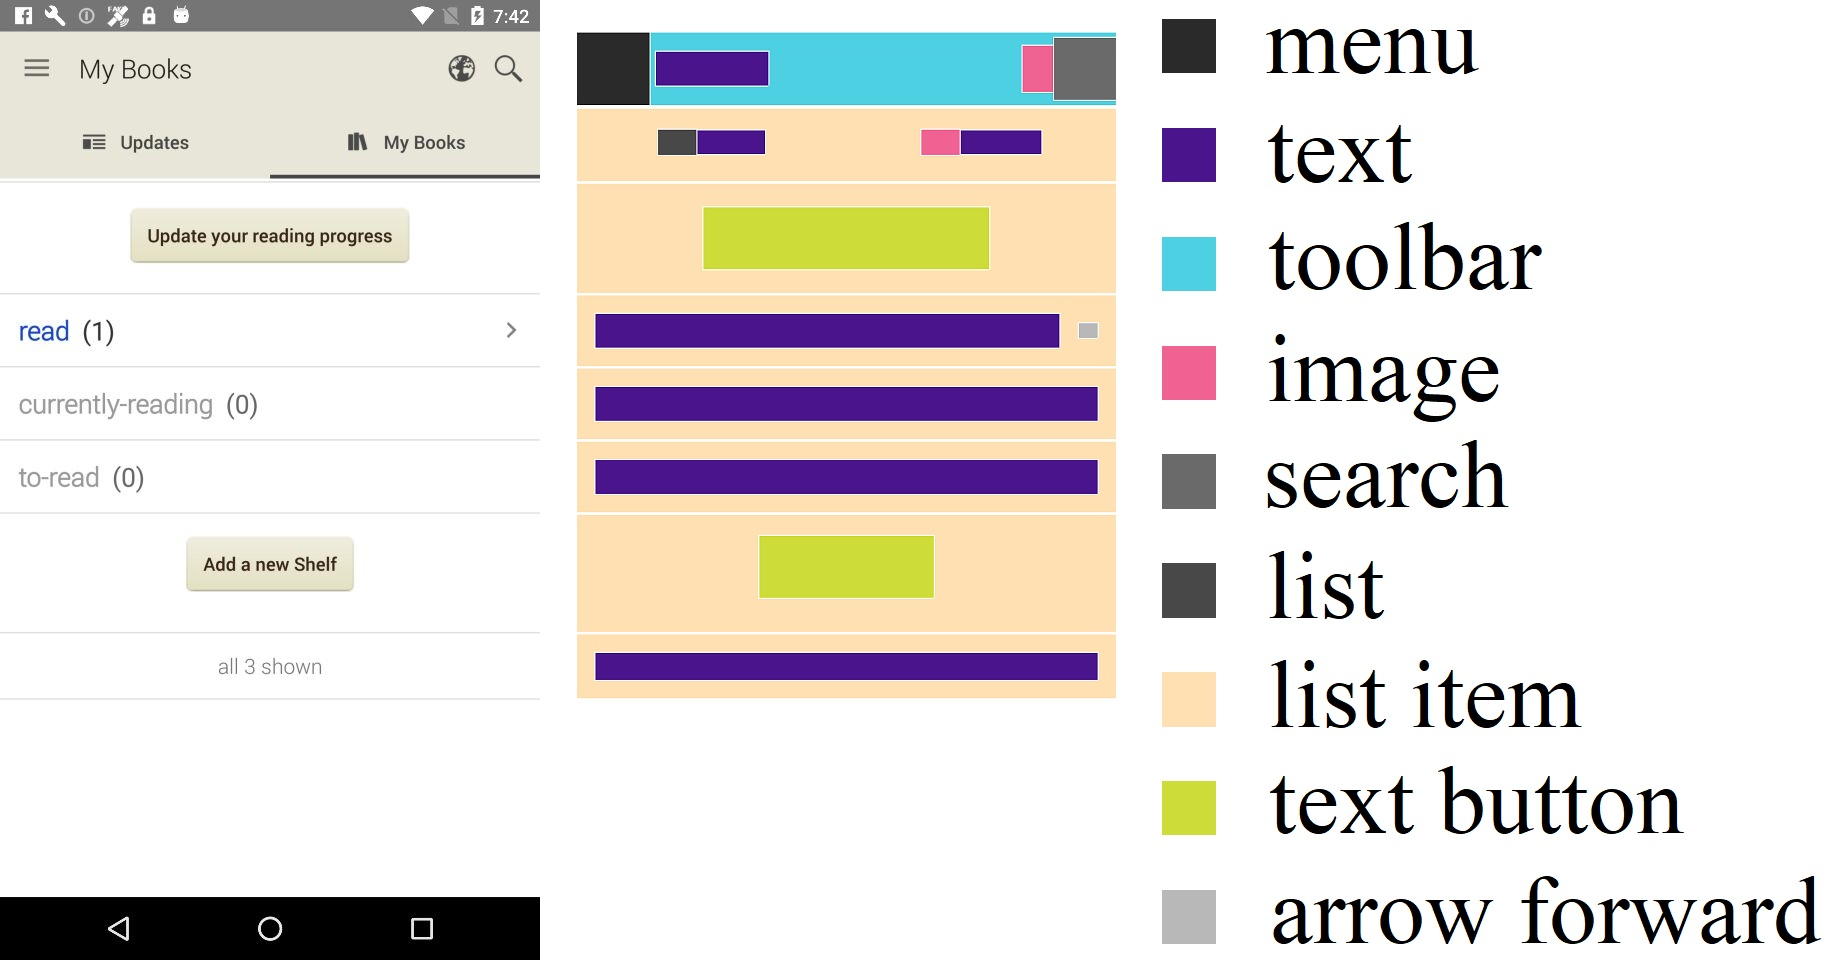 7:42
My Books
Updates
My Books
Update your reading progress
read (1)
currently-reading (0)
to-read (0)
Add a new Shelf
all 3 shown
menu
text
toolbar
image
search
list
list item
text button
arrow forward